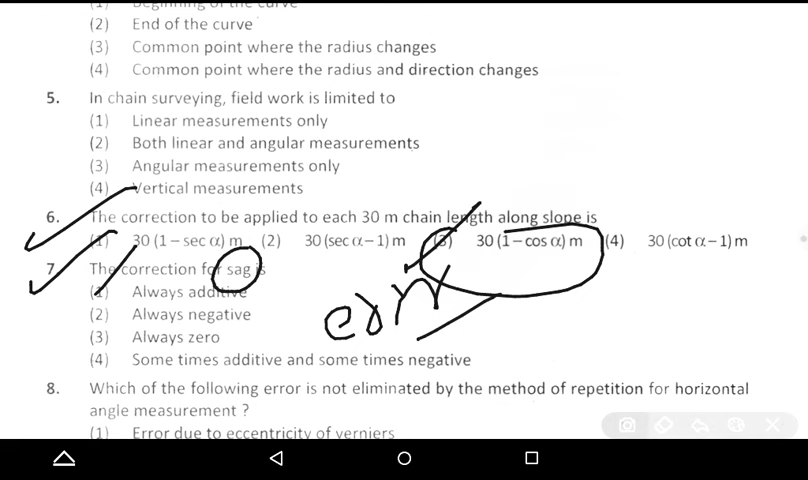 (2) End of the curve
(3) Common point where the radius changes
(4) Common point where the radius and direction changes
5. In chain surveying, field work is limited to
(1) Linear measurements only
(2) Both linear and angular measurements
(3) Angular measurements only
(4) Vertical measurements
6. The correction to be applied to each 30 m chain length along slope is
(1) 30 (1 – sec α) m (2) 30 (sec α – 1) m (3) 30 (1 – cos α) m (4) 30 (cot α – 1) m
7. The correction for sag is
(1) Always additive
(2) Always negative
(3) Always zero
(4) Some times additive and some times negative
8. Which of the following error is not eliminated by the method of repetition for horizontal
angle measurement ?
(1) Error due to eccentricity of verniers